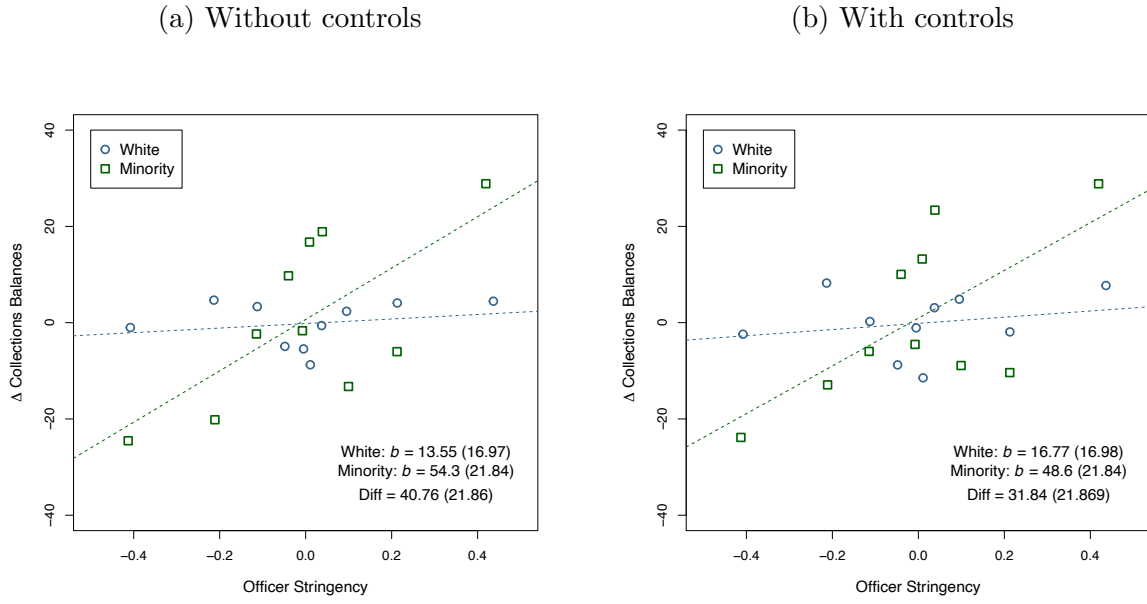 (a) Without controls
40
20
0
−20
−40
Δ Collections Balances
White
Minority
White: b = 13.55 (16.97)
Minority: b = 54.3 (21.84)
Diff = 40.76 (21.86)
−0.4
−0.2
0.0
0.2
0.4
Officer Stringency
(b) With controls
40
20
0
−20
−40
Δ Collections Balances
White
Minority
White: b = 16.77 (16.98)
Minority: b = 48.6 (21.84)
Diff = 31.84 (21.869)
−0.4
−0.2
0.0
0.2
0.4
Officer Stringency